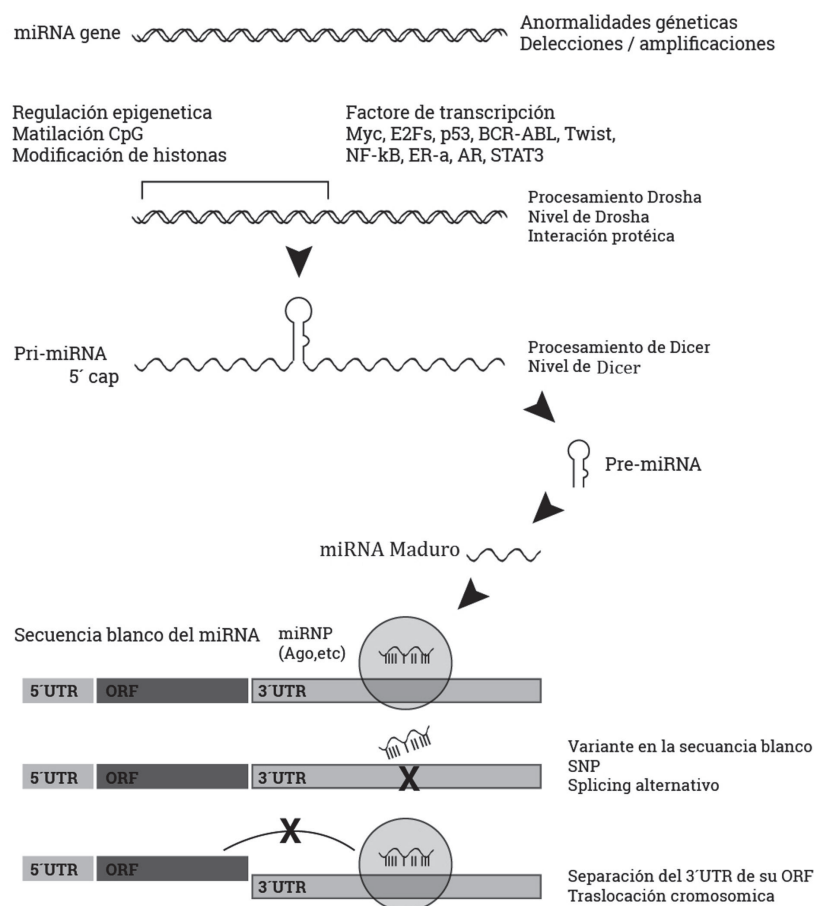 miRNA gene
Anormalidades géneticas
Delecciones / amplificaciones
Regulación epigenetica
Matilación CpG
Modificación de histonas
Factore de transcripción
Myc, E2Fs, p53, BCR-ABL, Twist,
NF-kB, ER-a, AR, STAT3
Procesamiento Drosha
Nivel de Drosha
Interación protéica
Pri-miRNA
5´ cap
Procesamiento de Dicer
Nivel de Dicer
Pre-miRNA
miRNA Maduro
Secuencia blanco del miRNA
miRNP
(Ago,etc)
5´UTR ORF 3´UTR
X
5´UTR ORF 3´UTR
Variante en la secuancia blanco
SNP
Splicing alternativo
X
5´UTR ORF
3´UTR
Separación del 3´UTR de su ORF
Traslocación cromosomica